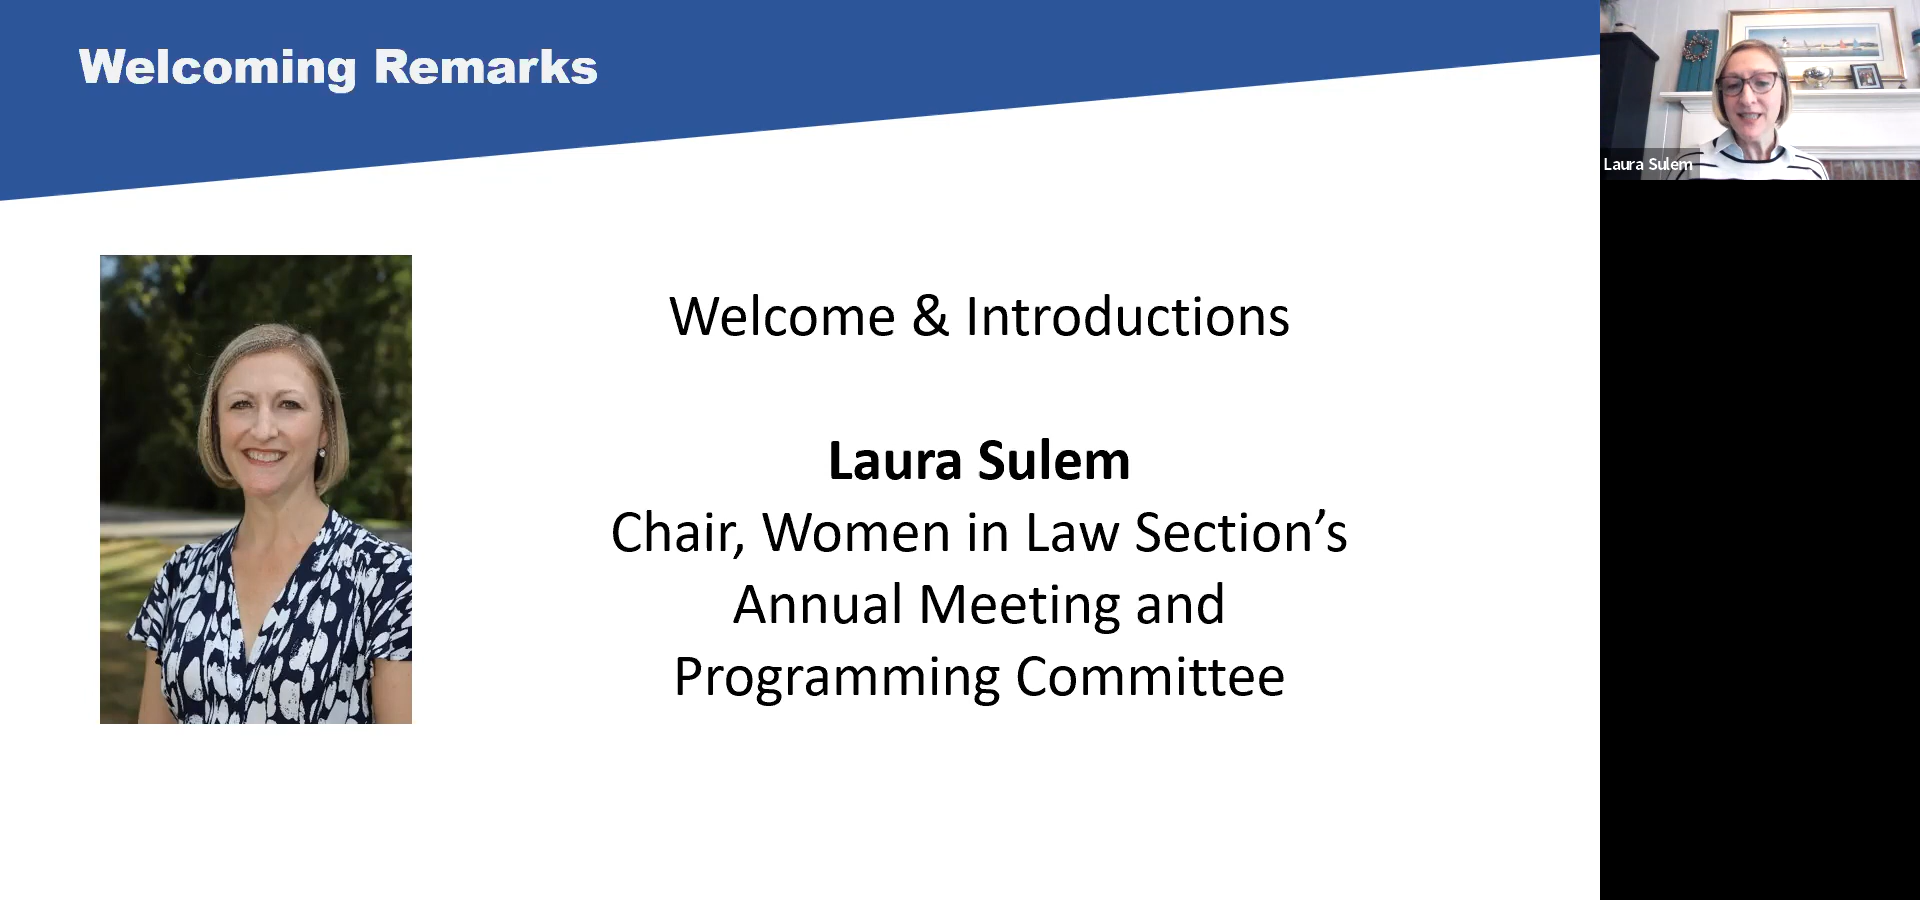 Welcoming Remarks
Laura Sulem
Welcome & Introductions
Laura Sulem
Chair, Women in Law Section’s
Annual Meeting and
Programming Committee